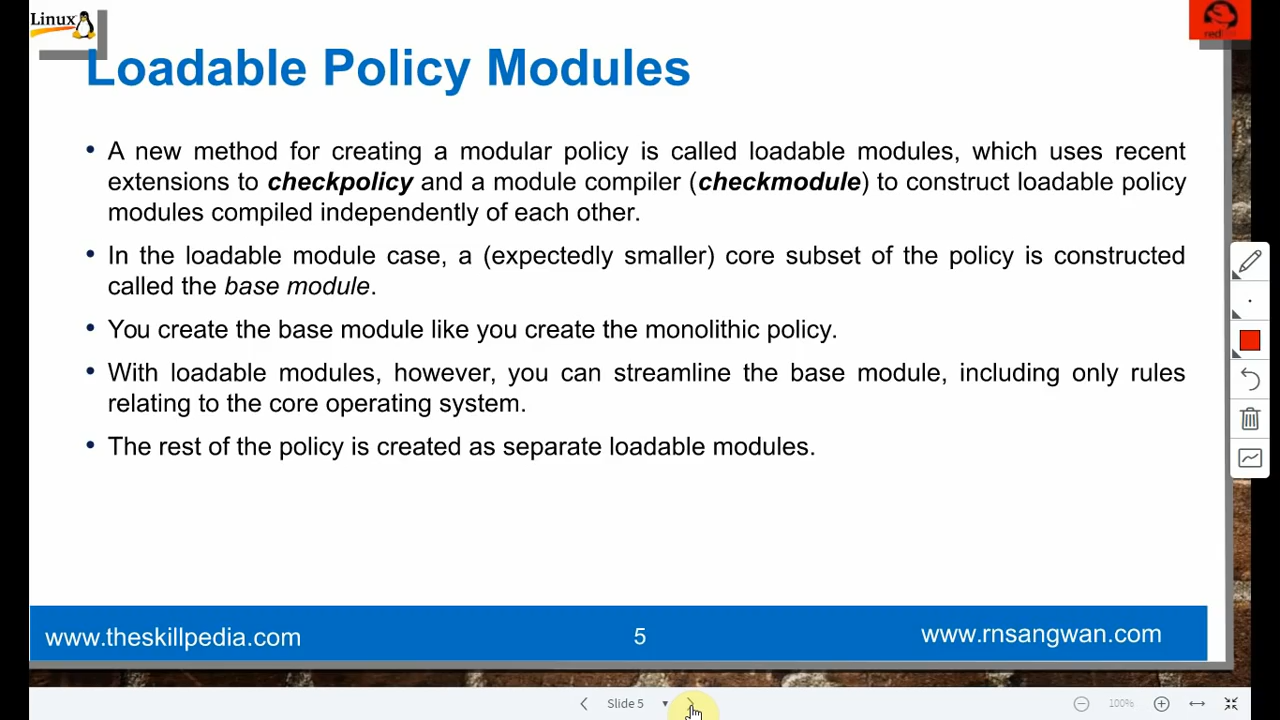 Linux
red
Loadable Policy Modules
• A new method for creating a modular policy is called loadable modules, which uses recent
extensions to checkpolicy and a module compiler (checkmodule) to construct loadable policy
modules compiled independently of each other.
• In the loadable module case, a (expectedly smaller) core subset of the policy is constructed
called the base module.
• You create the base module like you create the monolithic policy.
• With loadable modules, however, you can streamline the base module, including only rules
relating to the core operating system.
• The rest of the policy is created as separate loadable modules.
www.theskillpedia.com 5 www.rnsangwan.com
Slide 5 100%